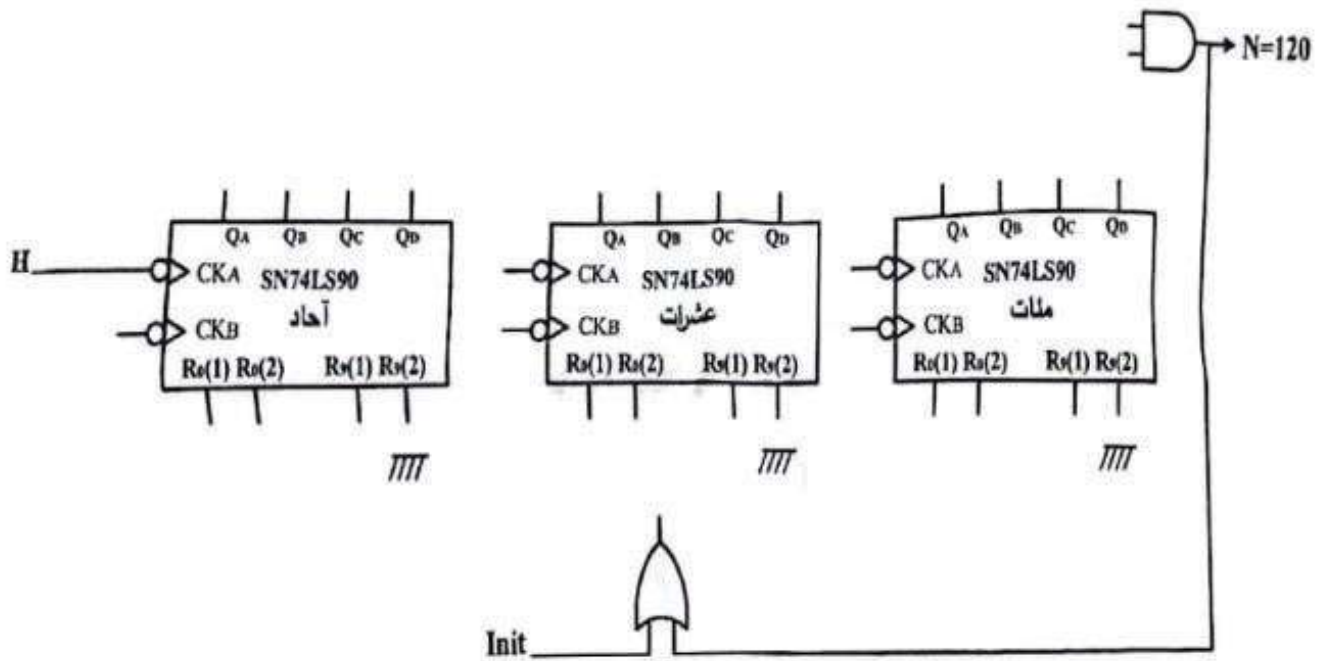 N=120
QA QB QC QD
QA QB QC QD
QA QB QC QD
H
CKA SN74LS90
CKA SN74LS90
CKA SN74LS90
آحاد
عشرات
مئات
CKB
CKB
CKB
R0(1) R0(2) R9(1) R9(2)
R0(1) R0(2) R9(1) R9(2)
R0(1) R0(2) R9(1) R9(2)
Init